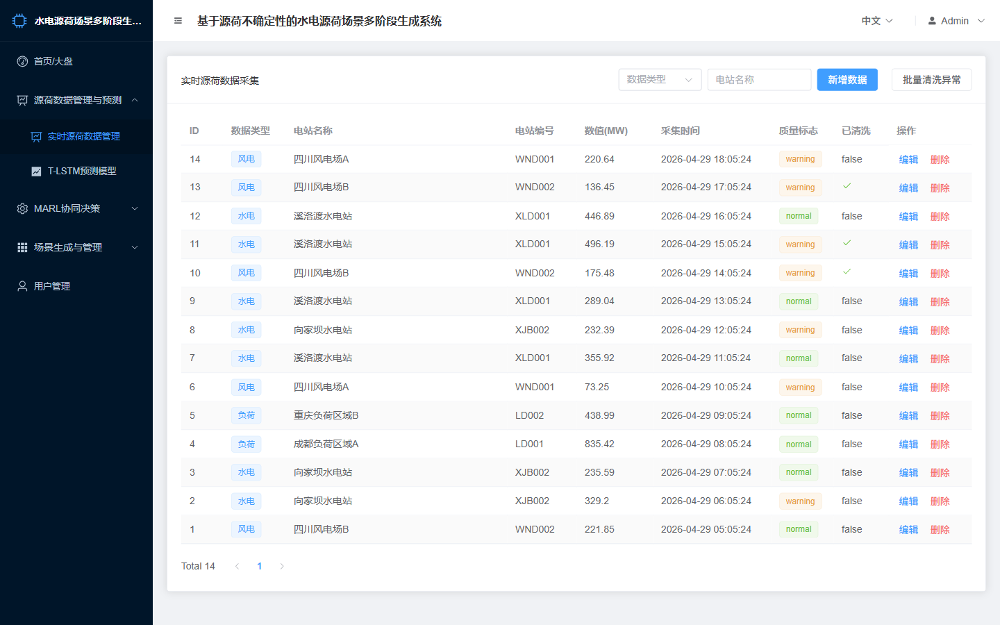 水电源荷场景多阶段生...
基于源荷不确定性的水电源荷场景多阶段生成系统
中文
Admin
首页/大盘
源荷数据管理与预测
实时源荷数据管理
T-LSTM预测模型
MARL协同决策
场景生成与管理
用户管理
实时源荷数据采集
数据类型
电站名称
新增数据
批量清洗异常
ID 数据类型 电站名称 电站编号 数值(MW) 采集时间 质量标志 已清洗 操作
14 风电 四川风电场A WND001 220.64 2026-04-29 18:05:24 warning false 编辑 删除
13 风电 四川风电场B WND002 136.45 2026-04-29 17:05:24 warning 编辑 删除
12 水电 溪洛渡水电站 XLD001 446.89 2026-04-29 16:05:24 normal false 编辑 删除
11 水电 溪洛渡水电站 XLD001 496.19 2026-04-29 15:05:24 warning 编辑 删除
10 风电 四川风电场B WND002 175.48 2026-04-29 14:05:24 warning 编辑 删除
9 水电 溪洛渡水电站 XLD001 289.04 2026-04-29 13:05:24 normal false 编辑 删除
8 水电 向家坝水电站 XJB002 232.39 2026-04-29 12:05:24 warning false 编辑 删除
7 水电 溪洛渡水电站 XLD001 355.92 2026-04-29 11:05:24 normal false 编辑 删除
6 风电 四川风电场A WND001 73.25 2026-04-29 10:05:24 warning false 编辑 删除
5 负荷 重庆负荷区域B LD002 438.99 2026-04-29 09:05:24 normal false 编辑 删除
4 负荷 成都负荷区域A LD001 835.42 2026-04-29 08:05:24 normal false 编辑 删除
3 水电 向家坝水电站 XJB002 235.59 2026-04-29 07:05:24 normal false 编辑 删除
2 水电 向家坝水电站 XJB002 329.2 2026-04-29 06:05:24 warning false 编辑 删除
1 风电 四川风电场B WND002 221.85 2026-04-29 05:05:24 normal false 编辑 删除
Total 14 1